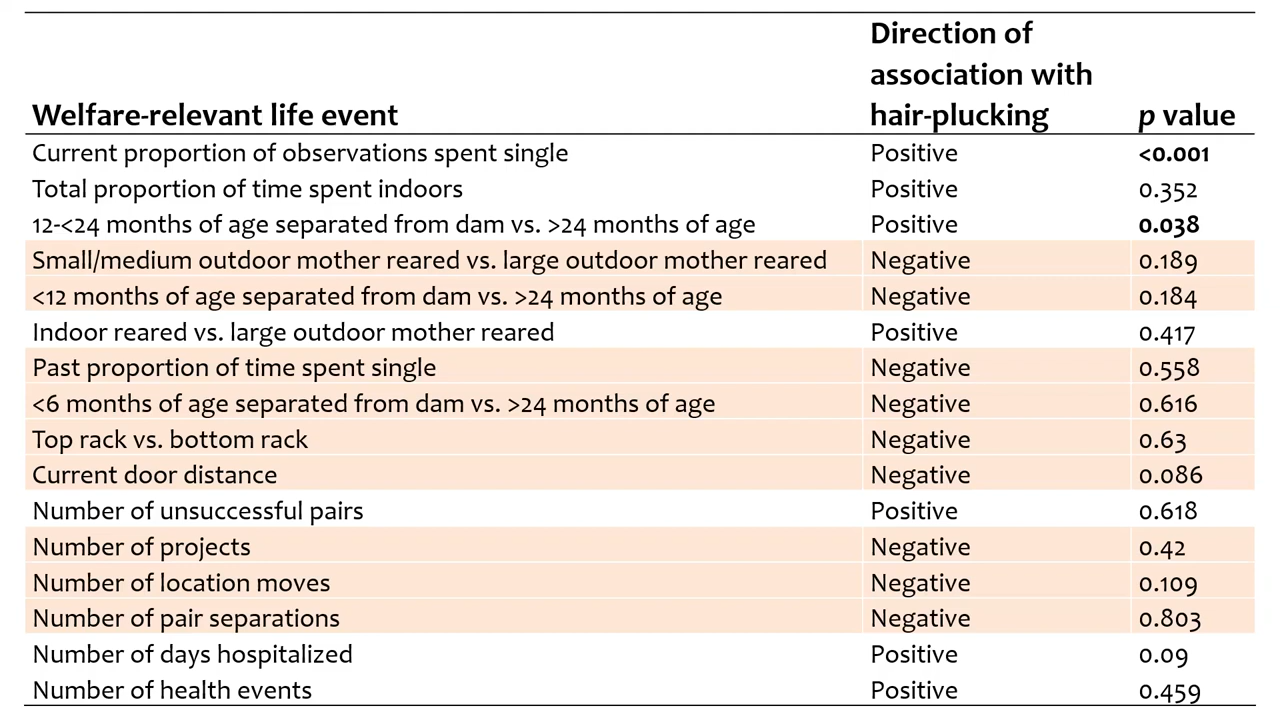 Welfare-relevant life event Direction of association with hair-plucking p value
Current proportion of observations spent single Positive <0.001
Total proportion of time spent indoors Positive 0.352
12-<24 months of age separated from dam vs. >24 months of age Positive 0.038
Small/medium outdoor mother reared vs. large outdoor mother reared Negative 0.189
<12 months of age separated from dam vs. >24 months of age Negative 0.184
Indoor reared vs. large outdoor mother reared Positive 0.417
Past proportion of time spent single Negative 0.558
<6 months of age separated from dam vs. >24 months of age Negative 0.616
Top rack vs. bottom rack Negative 0.63
Current door distance Negative 0.086
Number of unsuccessful pairs Positive 0.618
Number of projects Negative 0.42
Number of location moves Negative 0.109
Number of pair separations Negative 0.803
Number of days hospitalized Positive 0.09
Number of health events Positive 0.459